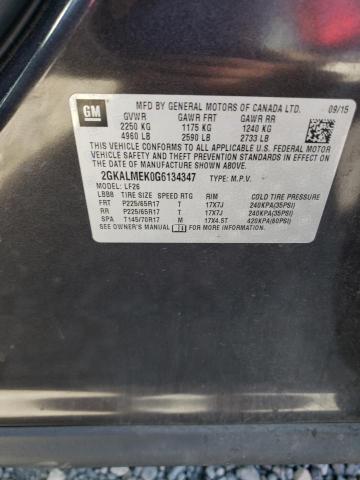 GM
MFD BY GENERAL MOTORS OF CANADA LTD. 09/15
GVWR GAWR FRT GAWR RR
2250 KG 1175 KG 1240 KG
4960 LB 2590 LB 2733 LB
THIS VEHICLE CONFORMS TO ALL APPLICABLE U.S. FEDERAL
MOTOR VEHICLE SAFETY, BUMPER, AND THEFT PREVENTION
STANDARDS IN EFFECT ON THE DATE OF MANUFACTURE
SHOWN ABOVE.
2GKALMEK0G6134347 TYPE: M.P.V.
MODEL: LF26
LBBB TIRE SIZE SPEED RTG RIM COLD TIRE PRESSURE
FRT P225/65R17 T 17X7J 240KPA(35PSI)
RR P225/65R17 T 17X7J 240KPA(35PSI)
SPA T145/70R17 M 17X4.5T 420KPA(60PSI)
SEE OWNER'S MANUAL FOR MORE INFORMATION.